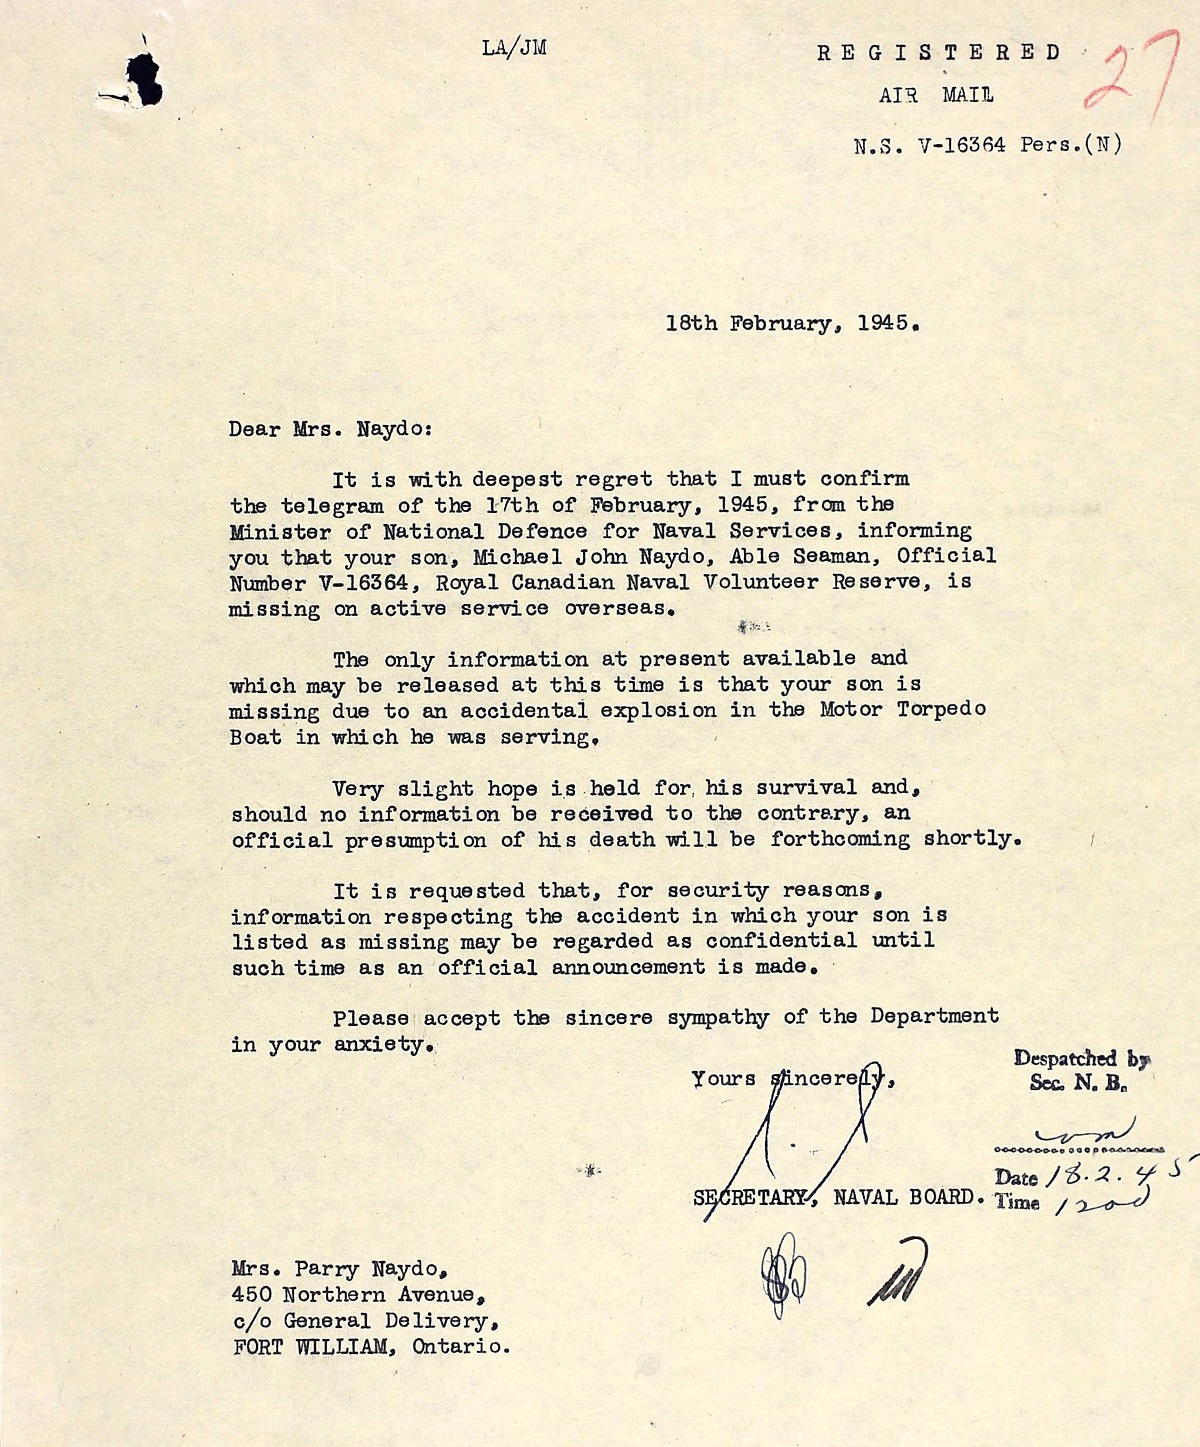 LA/JM
REGISTERED
27
AIR MAIL
N.S. V-16364 Pers.(N)
18th February, 1945.
Dear Mrs. Naydo:
It is with deepest regret that I must confirm
the telegram of the 17th of February, 1945, from the
Minister of National Defence for Naval Services, informing
you that your son, Michael John Naydo, Able Seaman, Official
Number V-16364, Royal Canadian Naval Volunteer Reserve, is
missing on active service overseas.
The only information at present available and
which may be released at this time is that your son is
missing due to an accidental explosion in the Motor Torpedo
Boat in which he was serving.
Very slight hope is held for his survival and,
should no information be received to the contrary, an
official presumption of his death will be forthcoming shortly.
It is requested that, for security reasons,
information respecting the accident in which your son is
listed as missing may be regarded as confidential until
such time as an official announcement is made.
Please accept the sincere sympathy of the Department
in your anxiety.
Yours sincerely,
SECRETARY, NAVAL BOARD.
Despatched by
Sec. N. B.
Date 18.2.45
Time 1200
Mrs. Parry Naydo,
450 Northern Avenue,
c/o General Delivery,
FORT WILLIAM, Ontario.